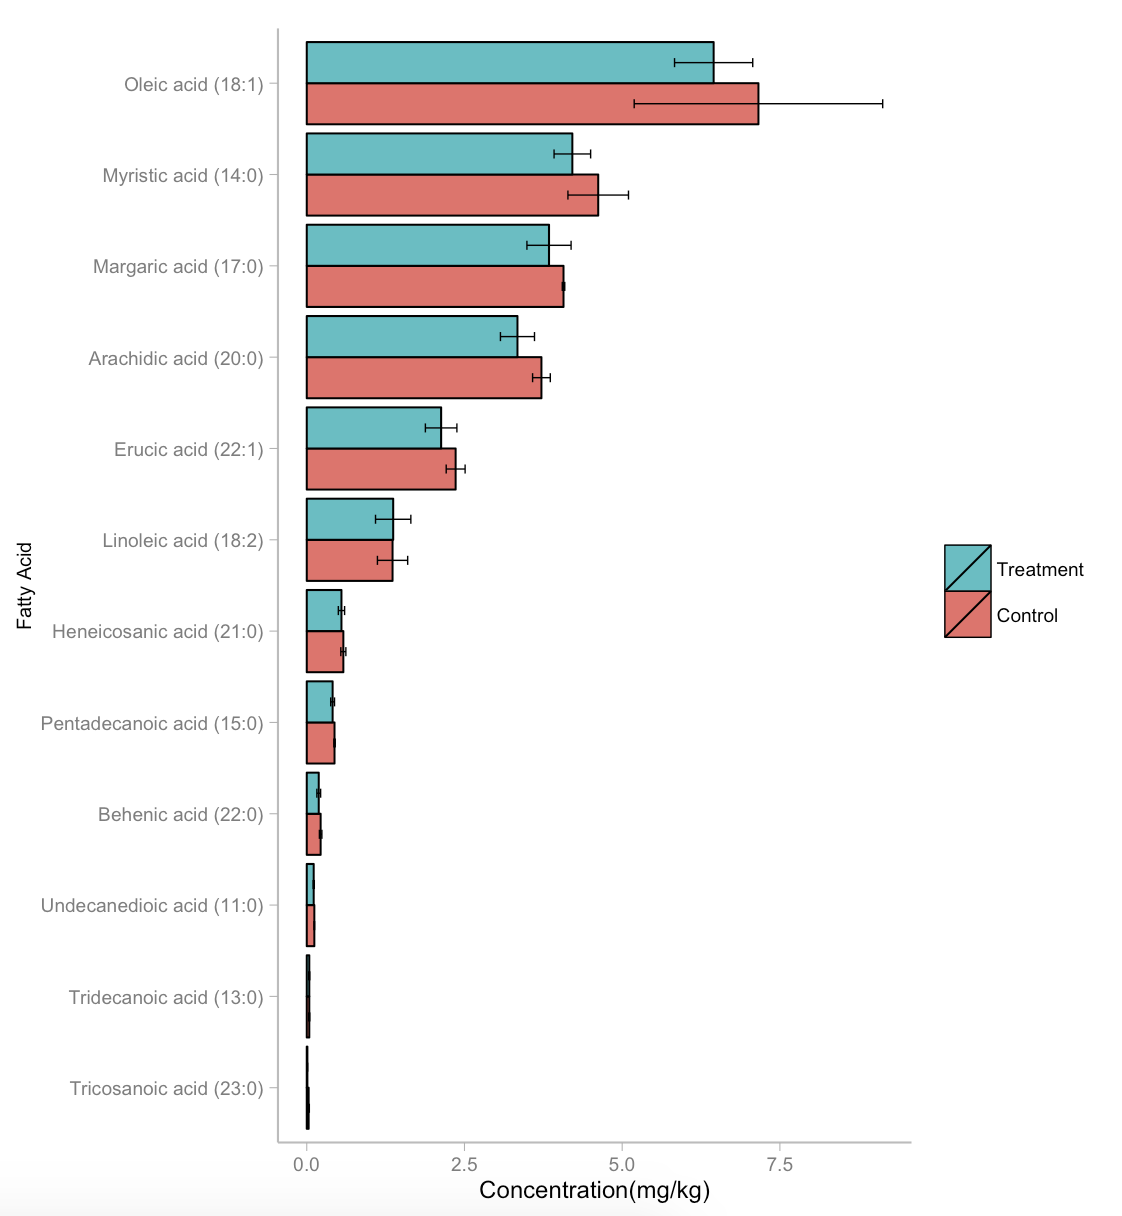 Oleic acid (18:1)
Myristic acid (14:0)
Margaric acid (17:0)
Arachidic acid (20:0)
Erucic acid (22:1)
Linoleic acid (18:2)
Heneicosanic acid (21:0)
Pentadecanoic acid (15:0)
Behenic acid (22:0)
Undecanedioic acid (11:0)
Tridecanoic acid (13:0)
Tricosanoic acid (23:0)
Fatty Acid
0.0 2.5 5.0 7.5
Concentration(mg/kg)
Treatment
Control